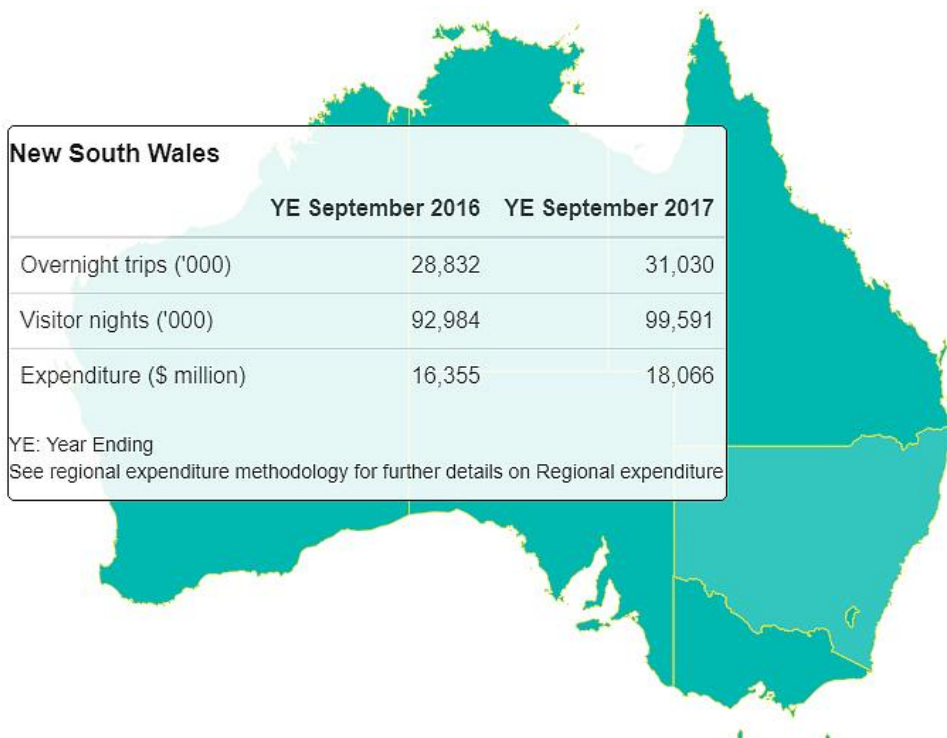 New South Wales
YE September 2016 YE September 2017
Overnight trips ('000) 28,832 31,030
Visitor nights ('000) 92,984 99,591
Expenditure ($ million) 16,355 18,066
YE: Year Ending
See regional expenditure methodology for further details on Regional expenditure